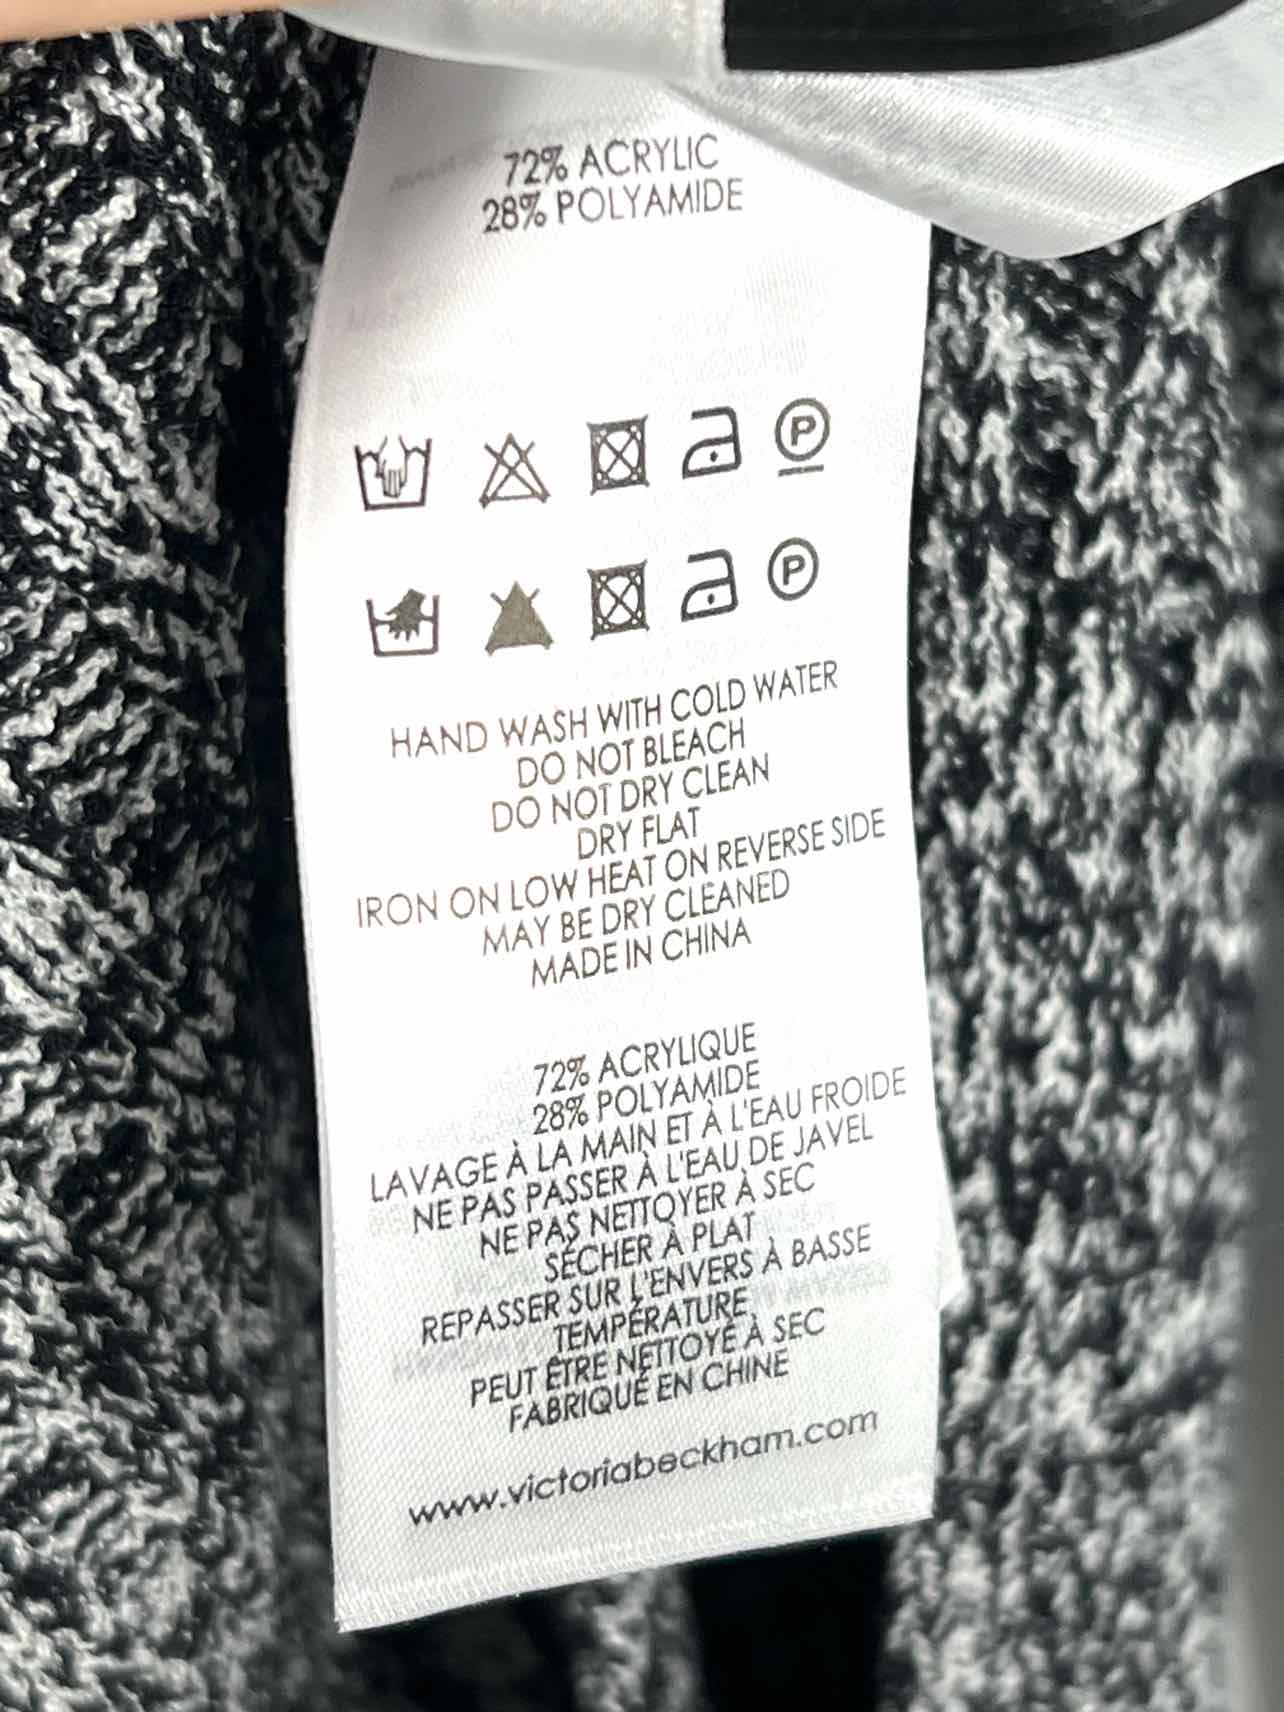 72% ACRYLIC
28% POLYAMIDE
P
P
HAND WASH WITH COLD WATER
DO NOT BLEACH
DO NOT DRY CLEAN
DRY FLAT
IRON ON LOW HEAT ON REVERSE SIDE
MAY BE DRY CLEANED
MADE IN CHINA
72% ACRYLIQUE
28% POLYAMIDE
LAVAGE À LA MAIN ET À L'EAU FROIDE
NE PAS PASSER À L'EAU DE JAVEL
NE PAS NETTOYER À SEC
SÉCHER À PLAT
REPASSER SUR L'ENVERS À BASSE
TEMPÉRATURE
PEUT ÊTRE NETTOYÉ À SEC
FABRIQUÉ EN CHINE
www.victoriabeckham.com